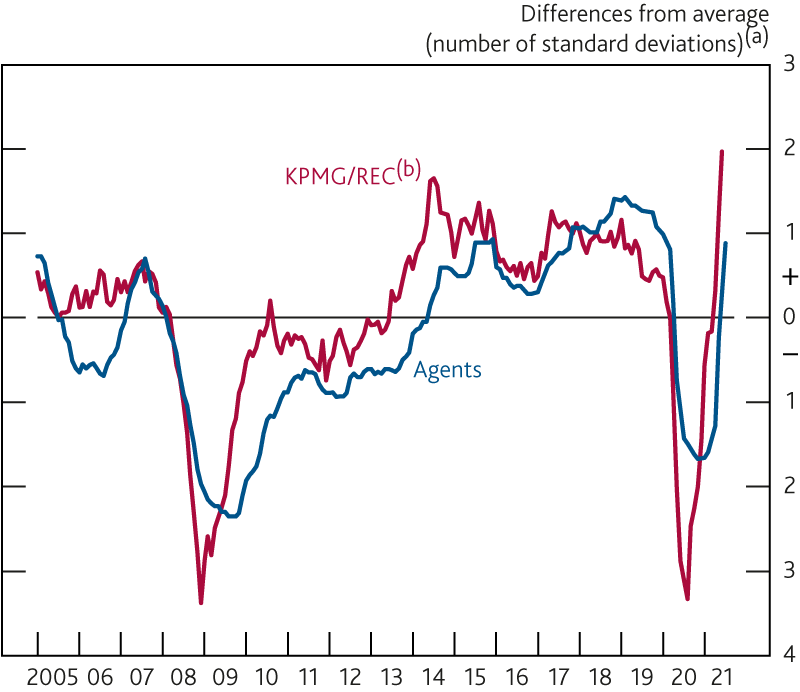 Differences from average
(number of standard deviations)(a)
3
2
KPMG/REC(b)
1
+
0
–
Agents
1
2
3
4
2005 06 07 08 09 10 11 12 13 14 15 16 17 18 19 20 21